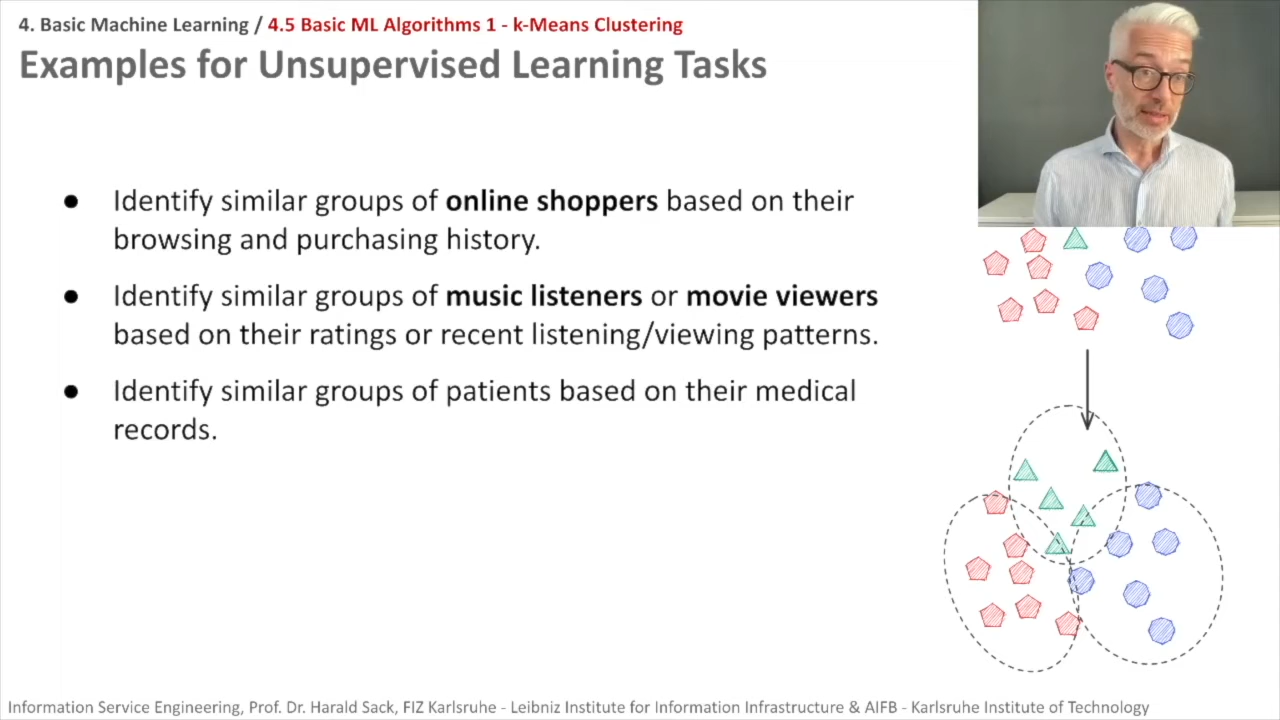 4. Basic Machine Learning / 4.5 Basic ML Algorithms 1 - k-Means Clustering
Examples for Unsupervised Learning Tasks
● Identify similar groups of online shoppers based on their
browsing and purchasing history.
● Identify similar groups of music listeners or movie viewers
based on their ratings or recent listening/viewing patterns.
● Identify similar groups of patients based on their medical
records.
Information Service Engineering, Prof. Dr. Harald Sack, FIZ Karlsruhe - Leibniz Institute for Information Infrastructure & AIFB - Karlsruhe Institute of Technology